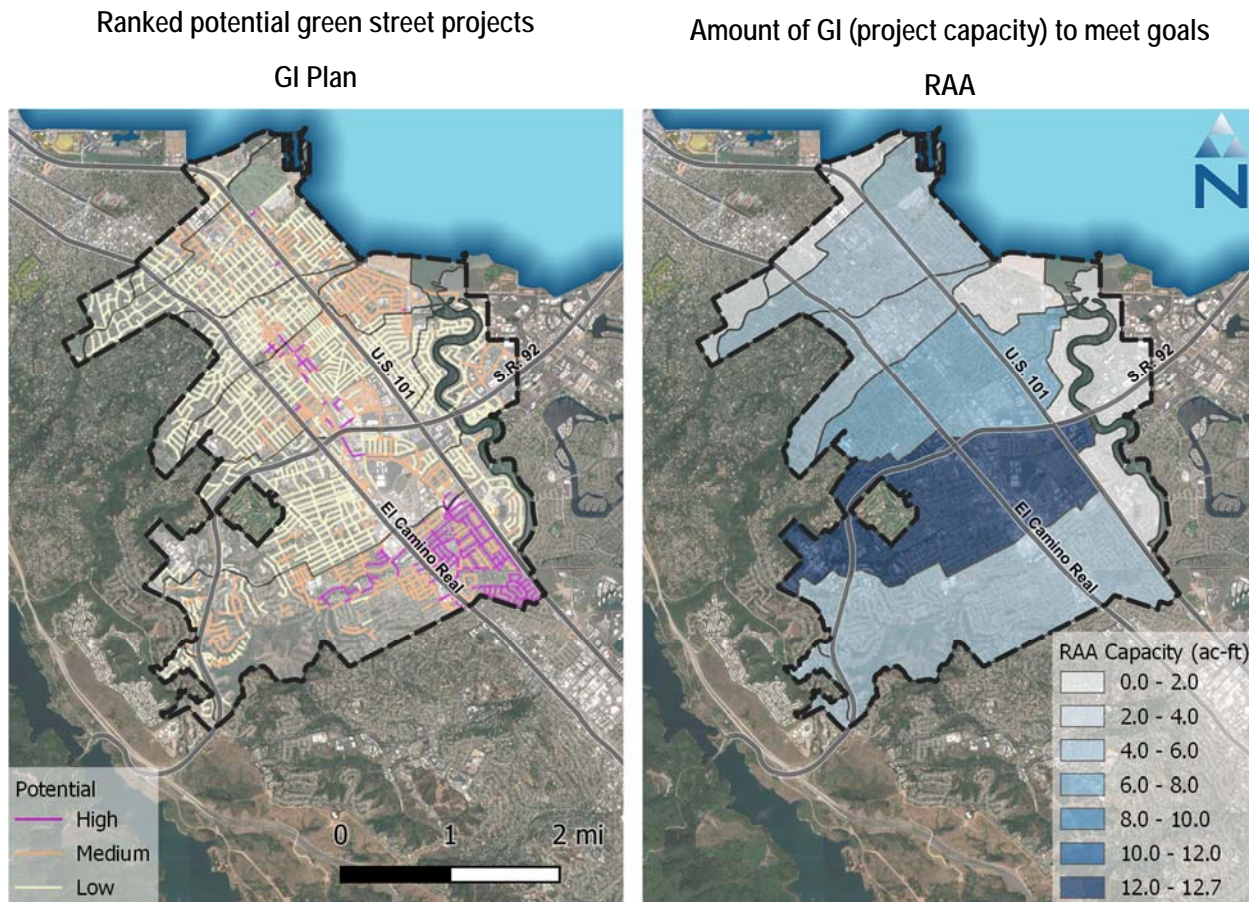 Ranked potential green street projects
GI Plan
U.S. 101
S.R. 92
El Camino Real
Potential
High
Medium
Low
0 1 2 mi
Amount of GI (project capacity) to meet goals
RAA
N
U.S. 101
S.R. 92
El Camino Real
RAA Capacity (ac-ft)
0.0 - 2.0
2.0 - 4.0
4.0 - 6.0
6.0 - 8.0
8.0 - 10.0
10.0 - 12.0
12.0 - 12.7